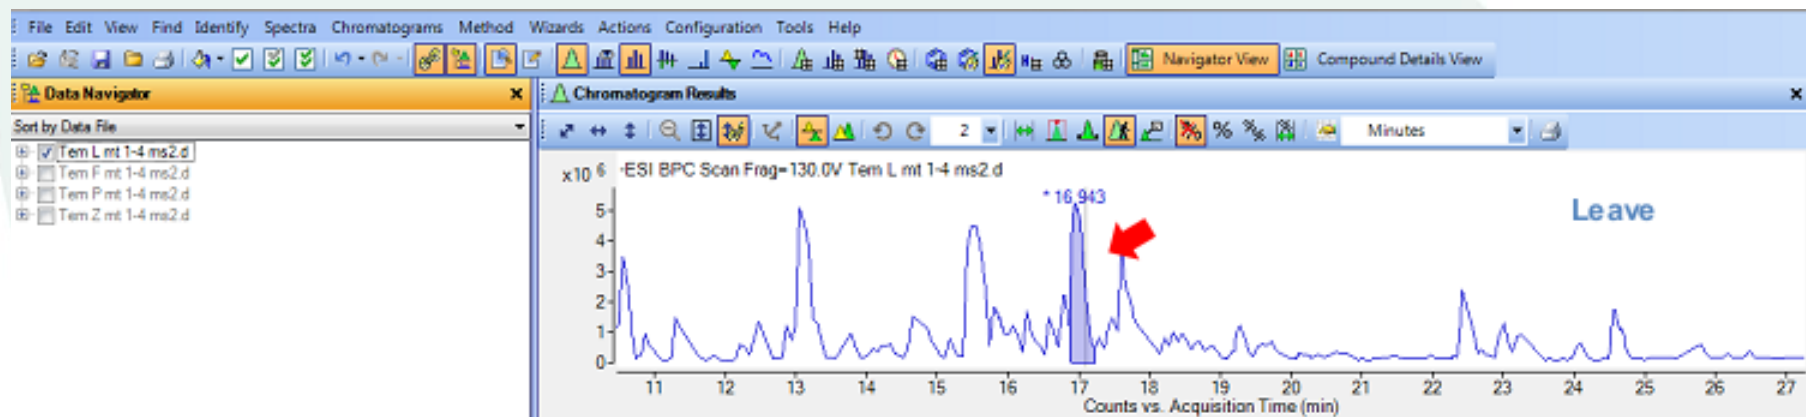 File Edit View Find Identify Spectra Chromatograms Method Wizards Actions Configuration Tools Help
Navigator View Compound Details View
Data Navigator
Chromatogram Results
Sort by Data File
2 Minutes
Tem L mt 1-4 ms2.d
Tem F mt 1-4 ms2.d
Tem P mt 1-4 ms2.d
Tem Z mt 1-4 ms2.d
x10 6 -ESI BPC Scan Frag=130.0V Tem L mt 1-4 ms2.d
* 16.943
Leave
5
4
3
2
1
0
11 12 13 14 15 16 17 18 19 20 21 22 23 24 25 26 27
Counts vs. Acquisition Time (min)